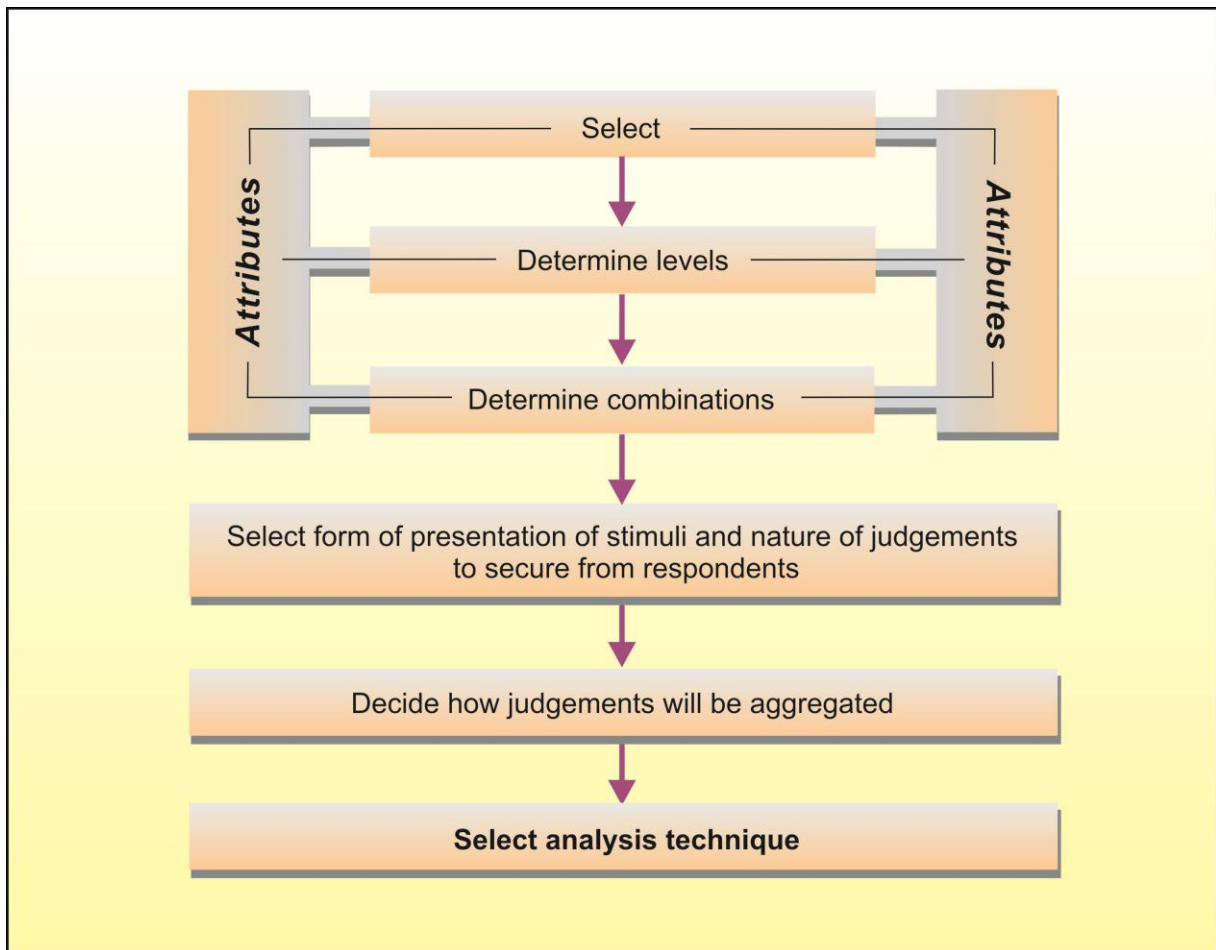 Select
Attributes
Attributes
Determine levels
Determine combinations
Select form of presentation of stimuli and nature of judgements
to secure from respondents
Decide how judgements will be aggregated
Select analysis technique